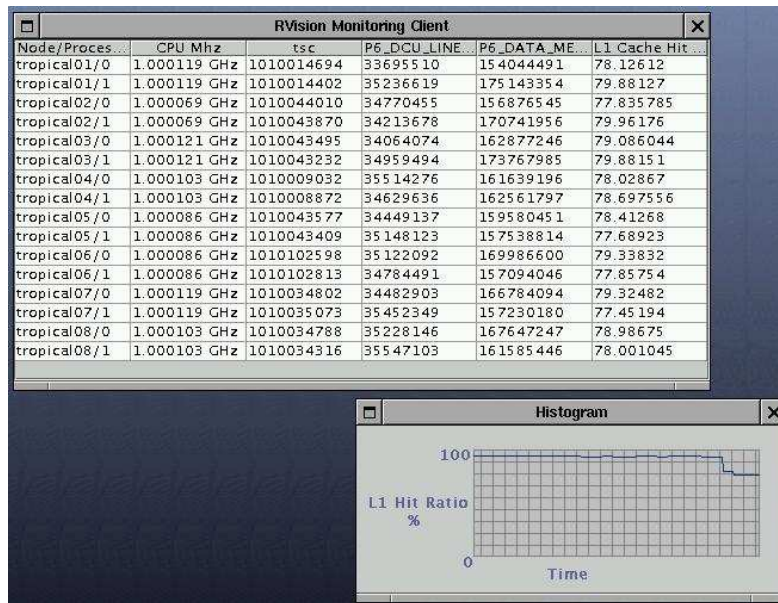 RVision Monitoring Client
Node/Proces... CPU Mhz tsc P6_DCU_LINE... P6_DATA_ME... L1 Cache Hit ...
tropical01/0 1.000119 GHz 1010014694 33695510 154044491 78.12612
tropical01/1 1.000119 GHz 1010014402 35236619 175143354 79.88127
tropical02/0 1.000069 GHz 1010044010 34770455 156876545 77.835785
tropical02/1 1.000069 GHz 1010043870 34213678 170741956 79.96176
tropical03/0 1.000121 GHz 1010043495 34064074 162877246 79.086044
tropical03/1 1.000121 GHz 1010043232 34959494 173767985 79.88151
tropical04/0 1.000103 GHz 1010009032 35514276 161639196 78.02867
tropical04/1 1.000103 GHz 1010008872 34629636 162561797 78.697556
tropical05/0 1.000086 GHz 1010043577 34449137 159580451 78.41268
tropical05/1 1.000086 GHz 1010043409 35148123 157538814 77.68923
tropical06/0 1.000086 GHz 1010102598 35122092 169986600 79.33832
tropical06/1 1.000086 GHz 1010102813 34784491 157094046 77.85754
tropical07/0 1.000119 GHz 1010034802 34482903 166784094 79.32482
tropical07/1 1.000119 GHz 1010035073 35452349 157230180 77.45194
tropical08/0 1.000103 GHz 1010034788 35228146 167647247 78.98675
tropical08/1 1.000103 GHz 1010034316 35547103 161585446 78.001045
Histogram
100
L1 Hit Ratio
%
0
Time